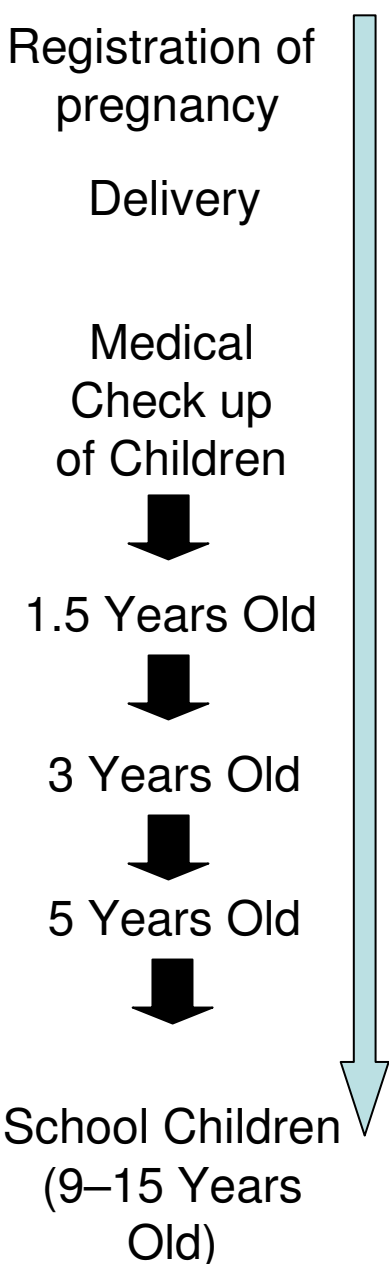 Registration of
pregnancy
Delivery
Medical
Check up
of Children
1.5 Years Old
3 Years Old
5 Years Old
School Children
(9–15 Years
Old)